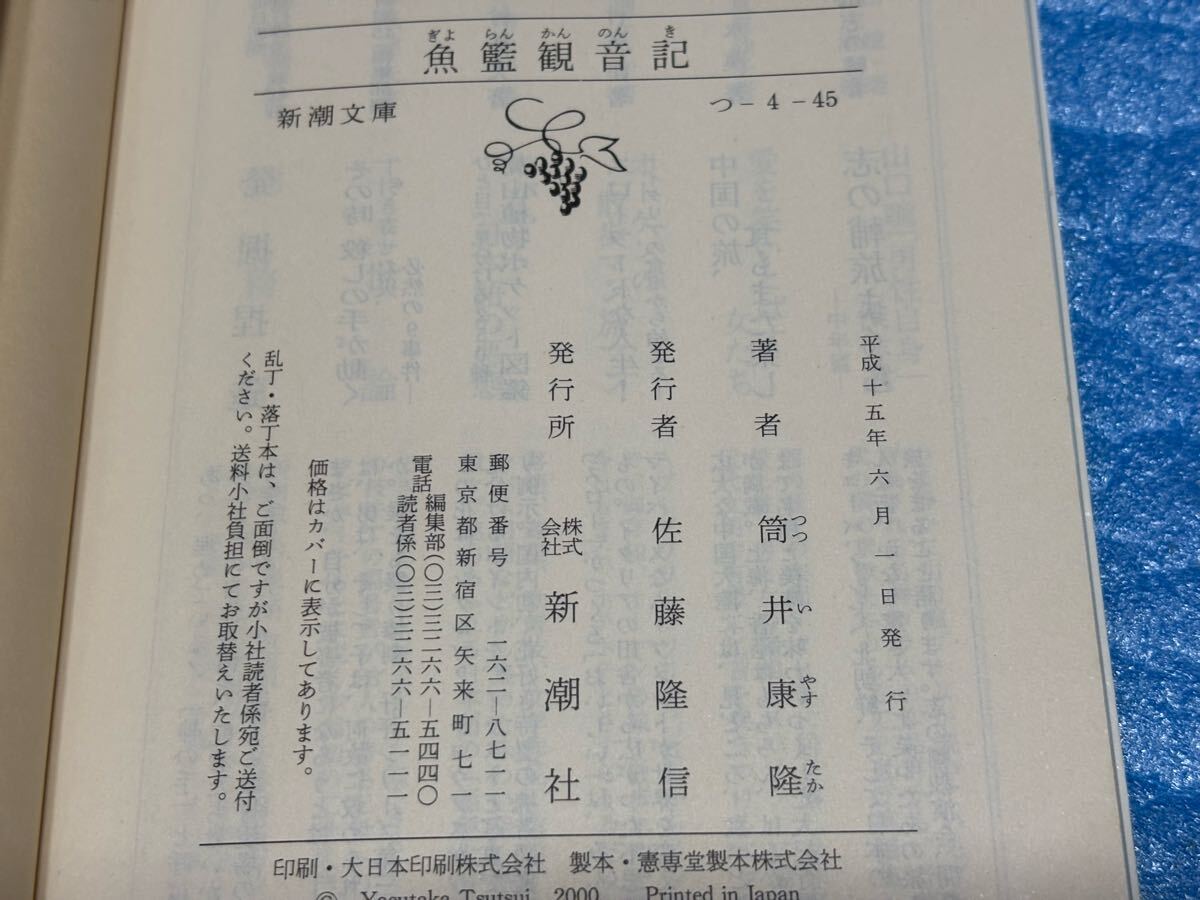 魚籃観音記
ぎよ らん かん のん き
新潮文庫
つ-4-45
平成十五年六月一日発行
著者 筒井康隆
つつ い やす たか
発行者 佐藤隆信
発行所 株式会社 新潮社
郵便番号 一六二―八七一一
東京都新宿区矢来町七一
電話 編集部(〇三)三二六六―五四四〇
読者係(〇三)三二六六―五一一一
価格はカバーに表示してあります。
乱丁・落丁本は、ご面倒ですが小社読者係宛ご送付
ください。送料小社負担にてお取替えいたします。
印刷・大日本印刷株式会社 製本・憲専堂製本株式会社
© Yasutaka Tsutsui 2000 Printed in Japan